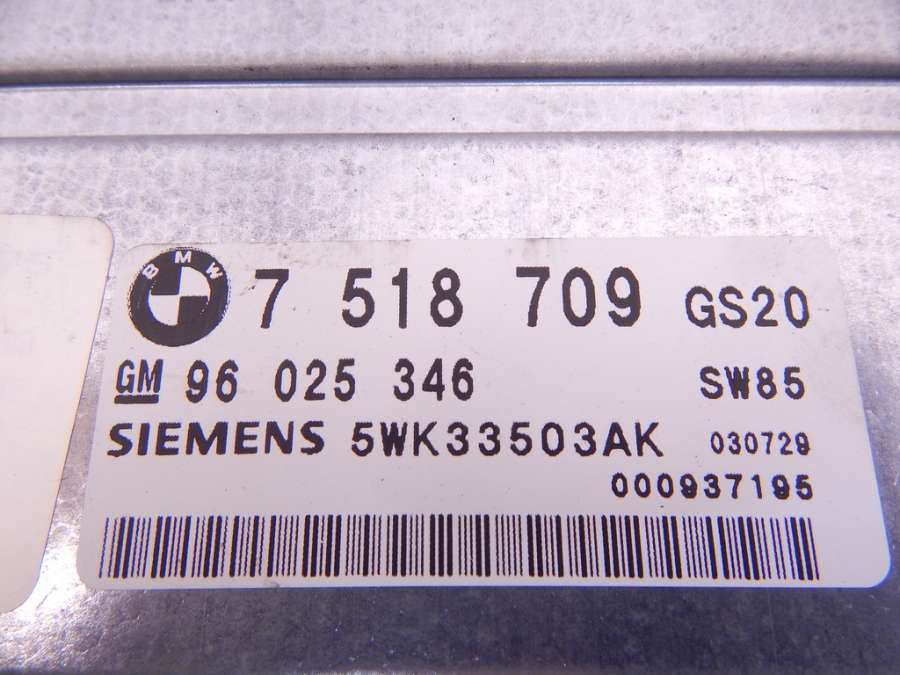 BMW 7 518 709 GS20
GM 96 025 346 SW85
SIEMENS 5WK33503AK 030729
000937195